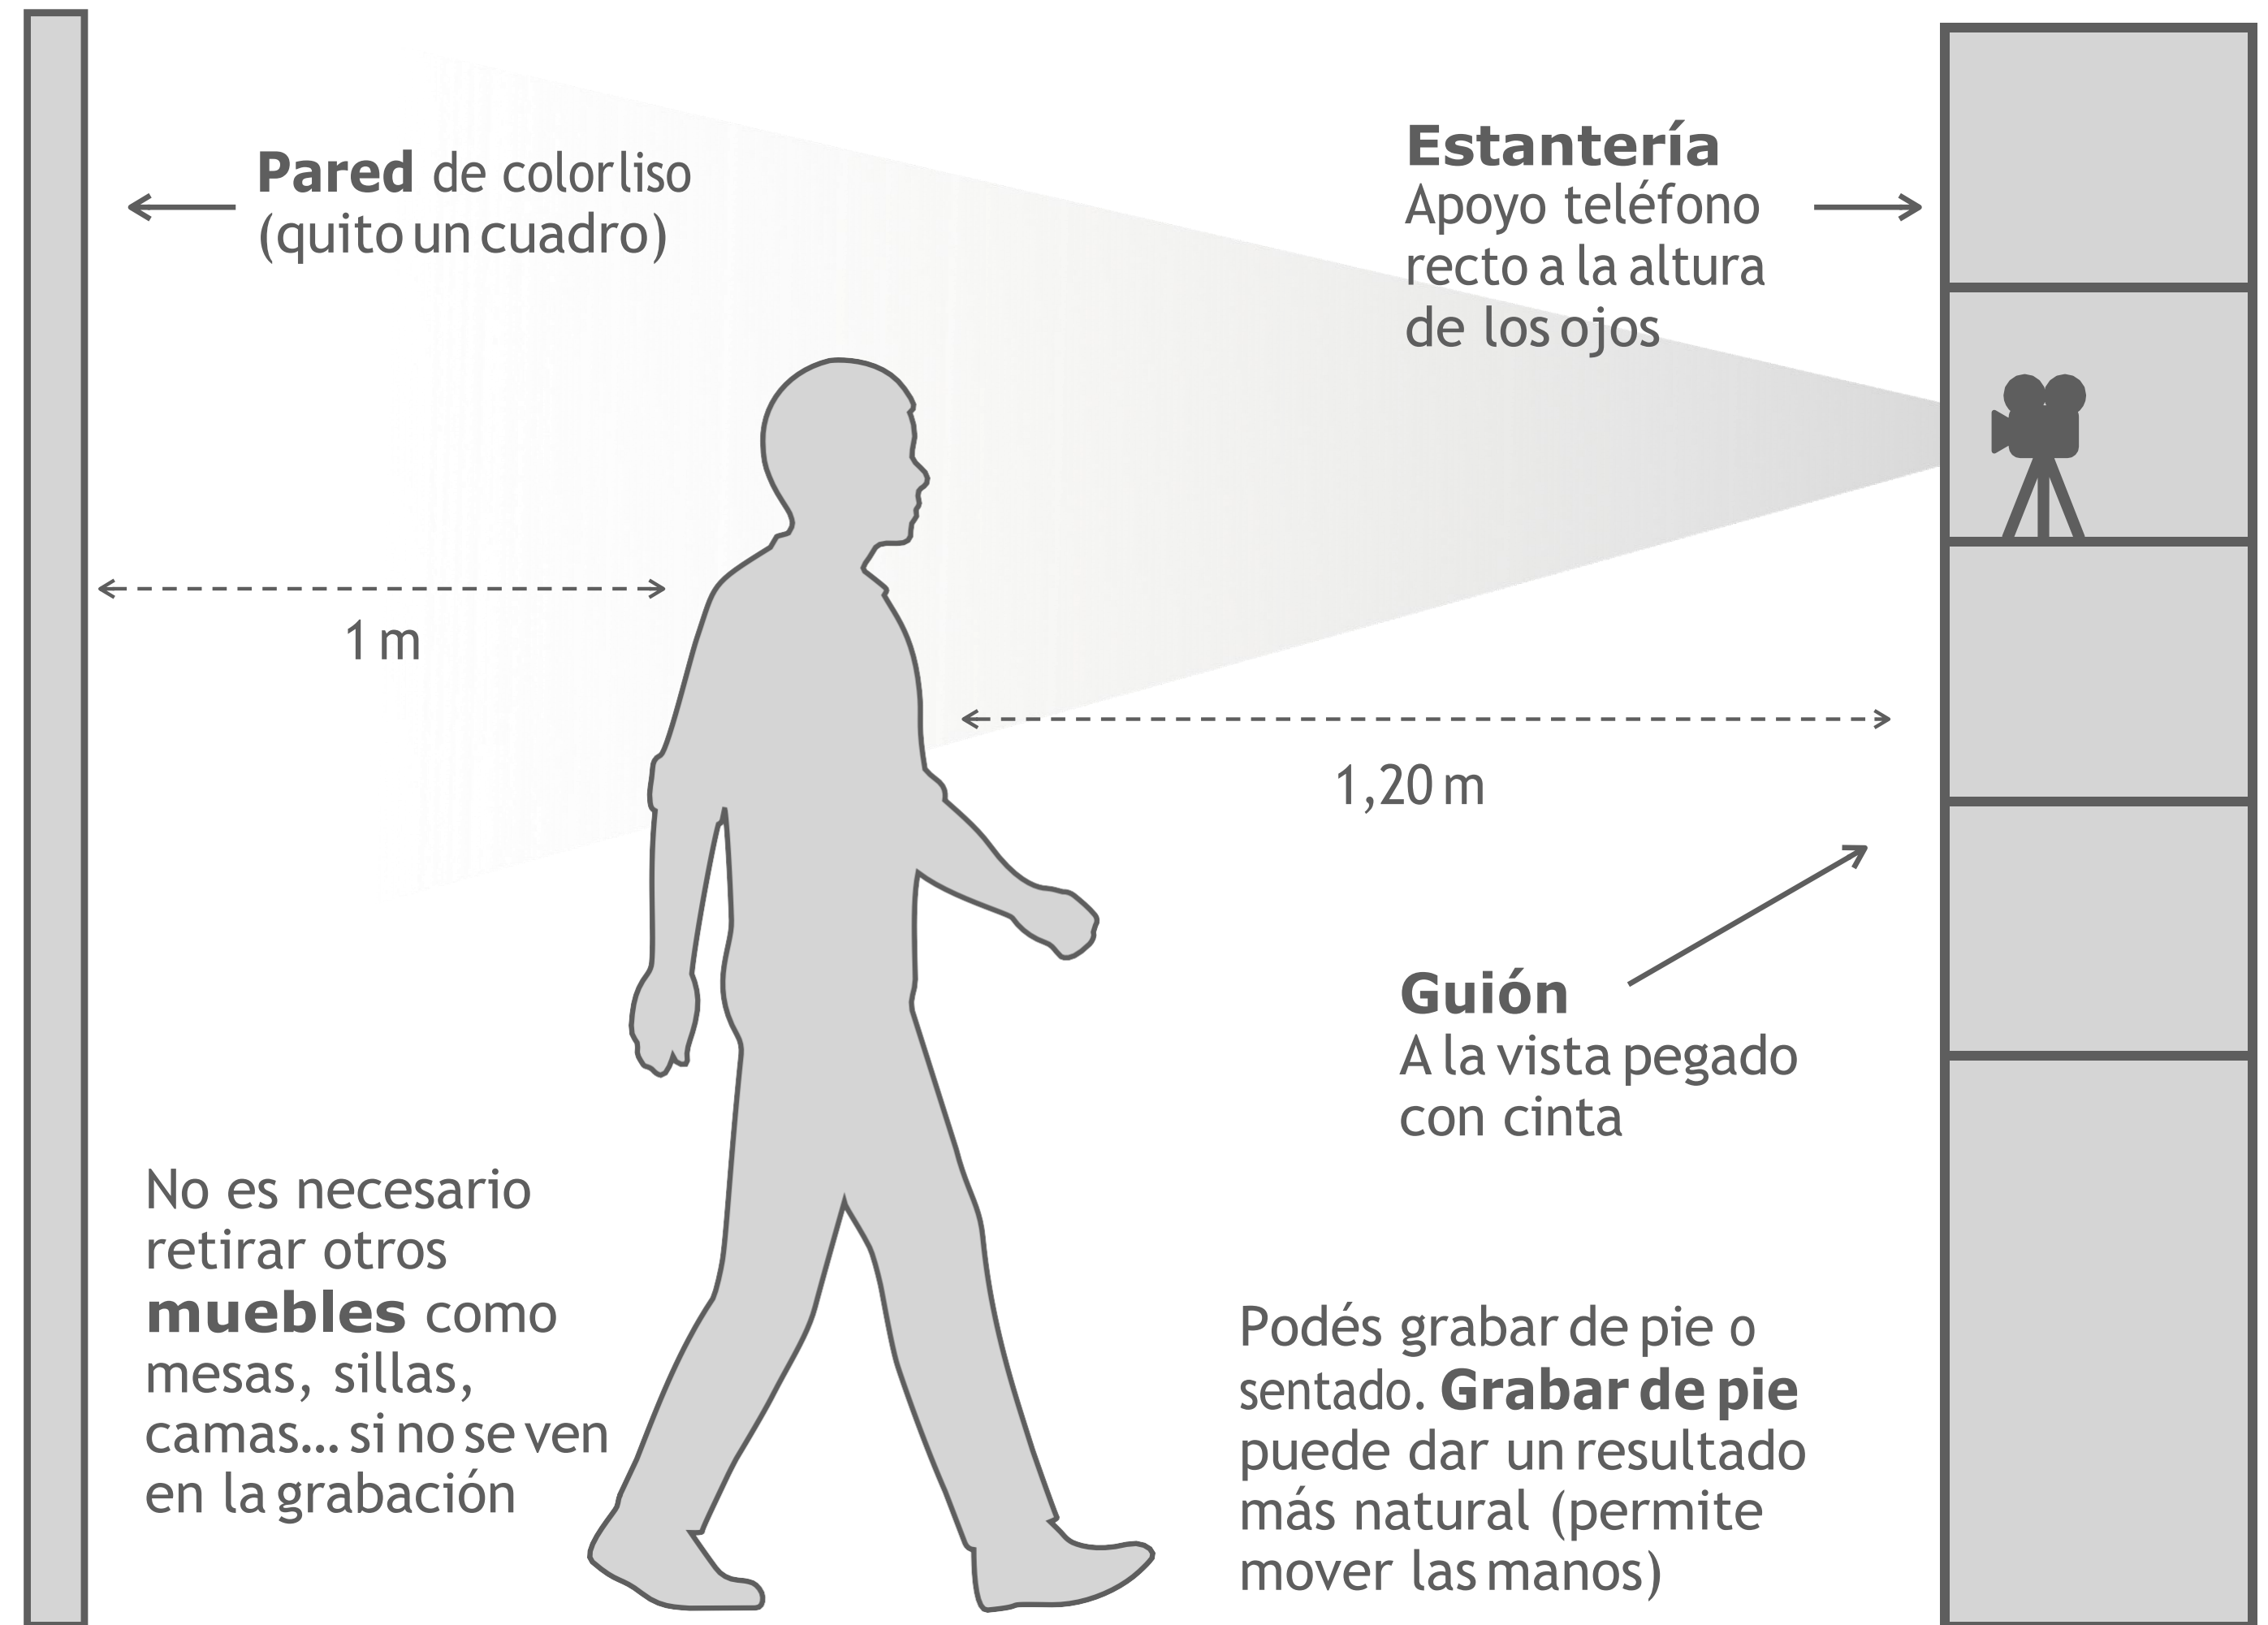 Pared de color liso
(quito un cuadro)
Estantería
Apoyo teléfono
recto a la altura
de los ojos
1 m
1,20 m
Guión
A la vista pegado
con cinta
No es necesario
retirar otros
muebles como
mesas, sillas,
camas... si no se ven
en la grabación
Podés grabar de pie o
sentado. Grabar de pie
puede dar un resultado
más natural (permite
mover las manos)